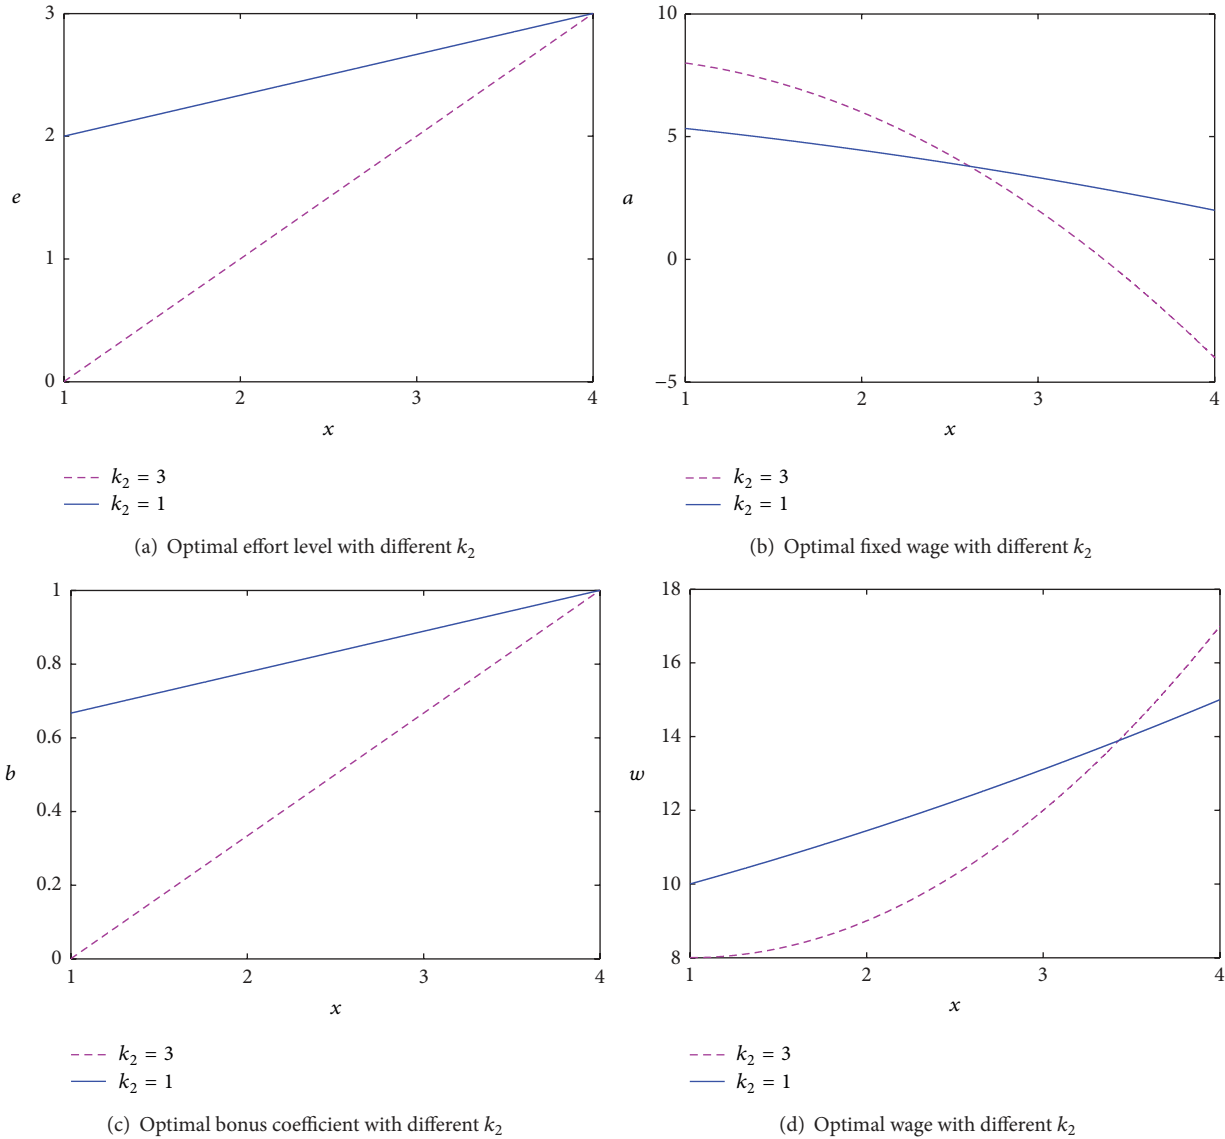 3
2
1
0
e
1 2 3 4
x
k₂ = 3
k₂ = 1
(a) Optimal effort level with different k₂
10
5
0
−5
a
1 2 3 4
x
k₂ = 3
k₂ = 1
(b) Optimal fixed wage with different k₂
1
0.8
0.6
0.4
0.2
0
b
1 2 3 4
x
k₂ = 3
k₂ = 1
(c) Optimal bonus coefficient with different k₂
18
16
14
12
10
8
w
1 2 3 4
x
k₂ = 3
k₂ = 1
(d) Optimal wage with different k₂